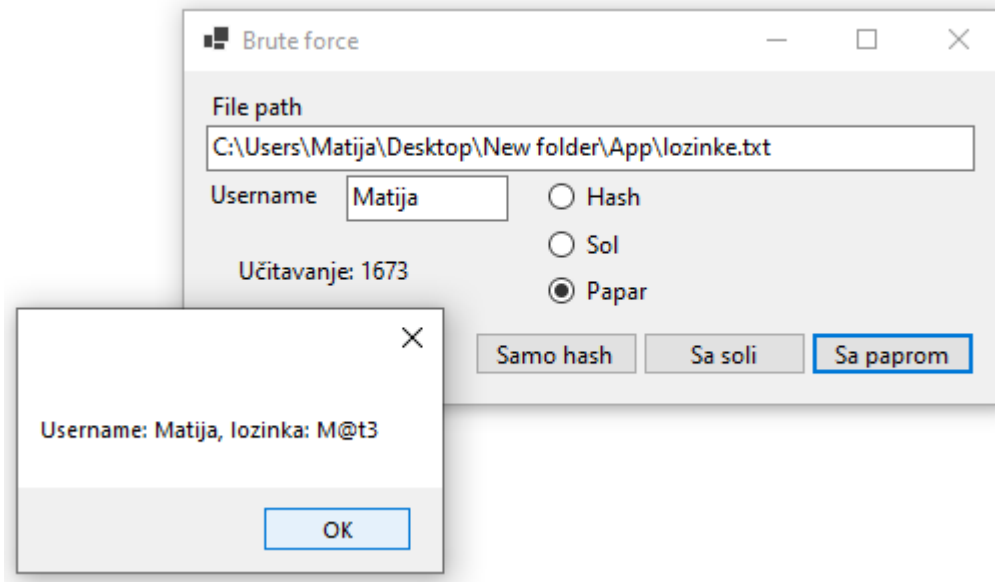 Brute force
File path
C:\Users\Matija\Desktop\New folder\App\lozinke.txt
Username Matija
Hash
Sol
Učitavanje: 1673
Papar
Samo hash Sa soli Sa paprom
Username: Matija, lozinka: M@t3
OK